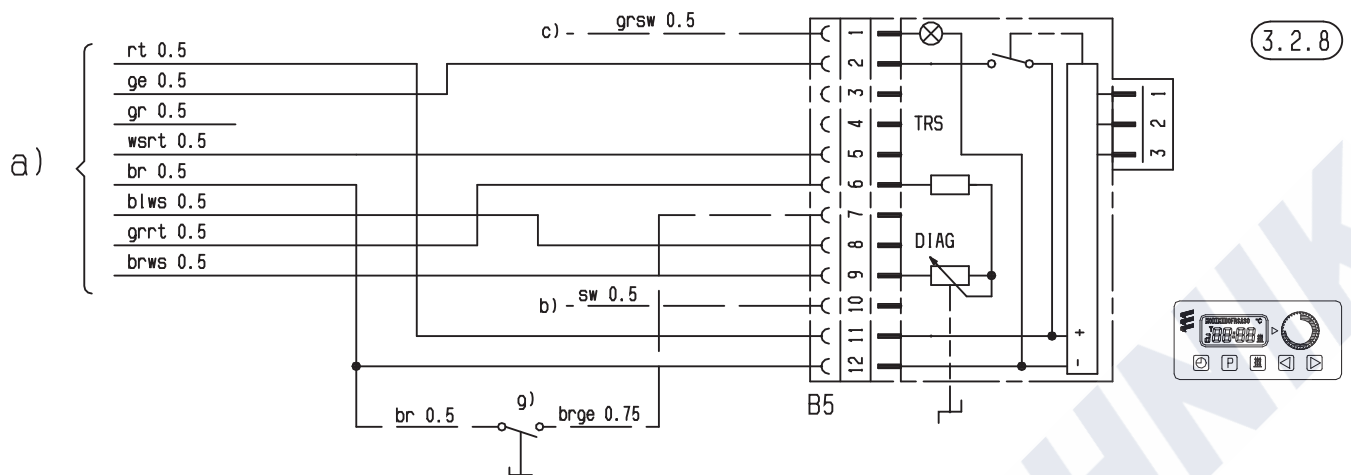 3.2.8
c)
grsw 0.5
a)
rt 0.5
ge 0.5
gr 0.5
wsrt 0.5
br 0.5
blws 0.5
grrt 0.5
brws 0.5
b)
sw 0.5
br 0.5
g)
brge 0.75
1
2
3
4
5
6
7
8
9
10
11
12
B5
TRS
DIAG
+
-
1
2
3
°C
P
HNIK